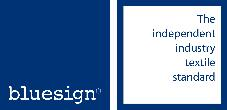 The
independent
industry
textile
standard
bluesign®